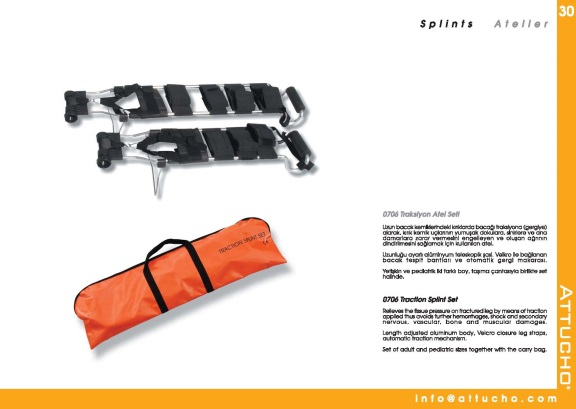 30
Splints Ateller
TRACTION SPLINT SET
0706 Traksiyon Atel Seti
Uzun bacak kemiklerindeki kırıklarda bacağı traksiyona (gergiye)
alarak, kırık kemik uçlarının yumuşak dokulara, sinirlere ve ana
damarlara zarar vermesini engelleyen ve oluşan ağrının
dindirilmesini sağlamak için kullanılan atel.
Uzunluğu ayarlı alüminyum teleskopik şasi. Velkro ile bağlanan
bacak tespit bantları ve otomatik gergi makarası.
Yetişkin ve pediatrik iki farklı boy, taşıma çantasıyla birlikte set
halinde.
0706 Traction Splint Set
Relieves the tissue pressure on fractured leg by means of traction
applied thus avoids further hemorrhages, shock and secondary
nervous, vascular, bone and muscular damages.
Length adjusted aluminum body, Velcro closure leg straps,
automatic traction mechanism.
Set of adult and pediatric sizes together with the carry bag.
ATTUCHO®
info@attucho.com